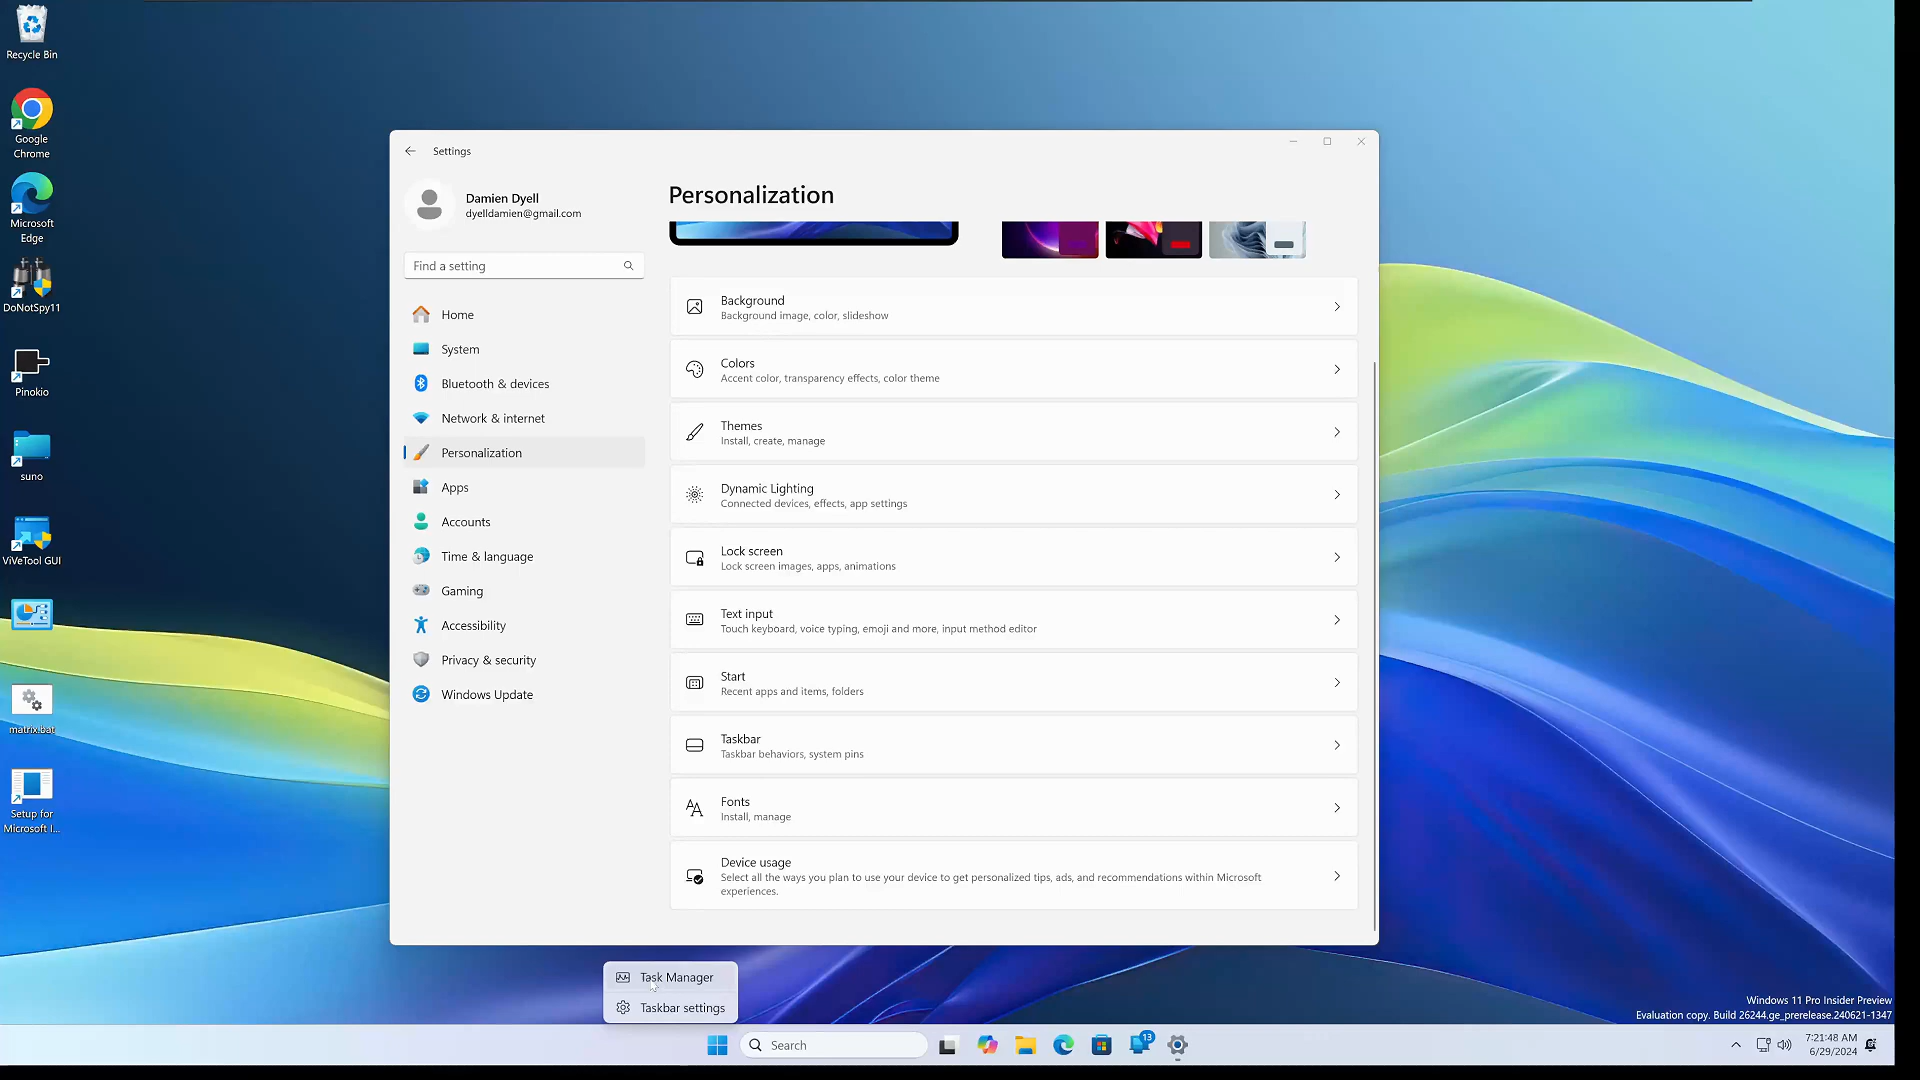 Recycle Bin
Google
Chrome
Microsoft
Edge
DoNotSpy11
Pinokio
suno
ViVeTool GUI
matrix.bat
Setup for
Microsoft I...
Settings
Damien Dyell
dyelldamien@gmail.com
Find a setting
Home
System
Bluetooth & devices
Network & internet
Personalization
Apps
Accounts
Time & language
Gaming
Accessibility
Privacy & security
Windows Update
Personalization
Background
Background image, color, slideshow
Colors
Accent color, transparency effects, color theme
Themes
Install, create, manage
Dynamic Lighting
Connected devices, effects, app settings
Lock screen
Lock screen images, apps, animations
Text input
Touch keyboard, voice typing, emoji and more, input method editor
Start
Recent apps and items, folders
Taskbar
Taskbar behaviors, system pins
Fonts
Install, manage
Device usage
Select all the ways you plan to use your device to get personalized tips, ads, and recommendations within Microsoft
experiences.
Task Manager
Taskbar settings
Windows 11 Pro Insider Preview
Evaluation copy. Build 26244.ge_prerelease.240621-1347
Search
13
7:21:48 AM
6/29/2024